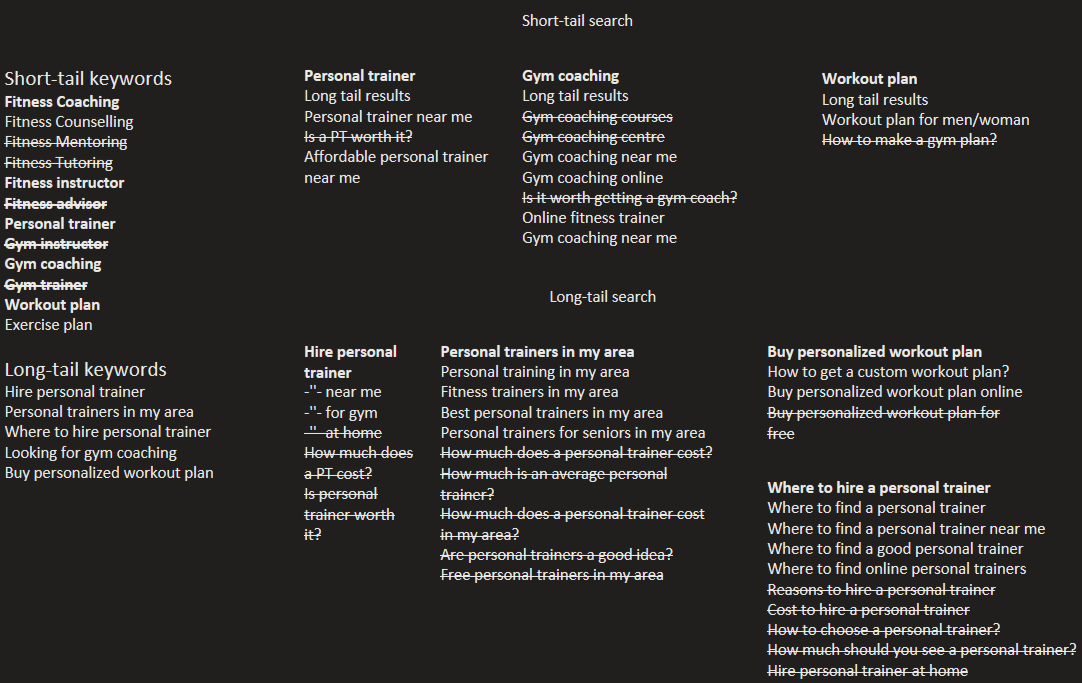 Short-tail search
Short-tail keywords
Fitness Coaching
Fitness Counselling
Fitness Mentoring
Fitness Tutoring
Fitness instructor
Fitness advisor
Personal trainer
Gym instructor
Gym coaching
Gym trainer
Workout plan
Exercise plan
Personal trainer
Long tail results
Personal trainer near me
Is a PT worth it?
Affordable personal trainer
near me
Gym coaching
Long tail results
Gym coaching courses
Gym coaching centre
Gym coaching near me
Gym coaching online
Is it worth getting a gym coach?
Online fitness trainer
Gym coaching near me
Workout plan
Long tail results
Workout plan for men/woman
How to make a gym plan?
Long-tail search
Long-tail keywords
Hire personal trainer
Personal trainers in my area
Where to hire personal trainer
Looking for gym coaching
Buy personalized workout plan
Hire personal
trainer
-"- near me
-"- for gym
-"- at home
How much does
a PT cost?
Is personal
trainer worth
it?
Personal trainers in my area
Personal training in my area
Fitness trainers in my area
Best personal trainers in my area
Personal trainers for seniors in my area
How much does a personal trainer cost?
How much is an average personal
trainer?
How much does a personal trainer cost
in my area?
Are personal trainers a good idea?
Free personal trainers in my area
Buy personalized workout plan
How to get a custom workout plan?
Buy personalized workout plan online
Buy personalized workout plan for
free
Where to hire a personal trainer
Where to find a personal trainer
Where to find a personal trainer near me
Where to find a good personal trainer
Where to find online personal trainers
Reasons to hire a personal trainer
Cost to hire a personal trainer
How to choose a personal trainer?
How much should you see a personal trainer?
Hire personal trainer at home